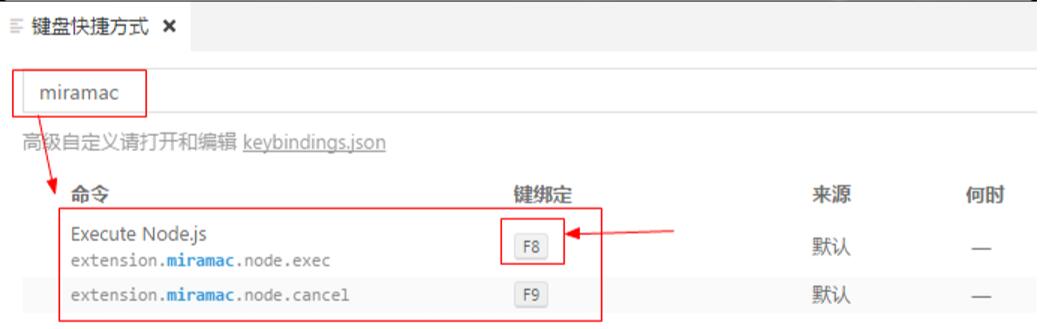 键盘快捷方式
miramac
高级自定义请打开和编辑 keybindings.json
命令 键绑定 来源 何时
Execute Node.js
extension.miramac.node.exec F8 默认 —
extension.miramac.node.cancel F9 默认 —